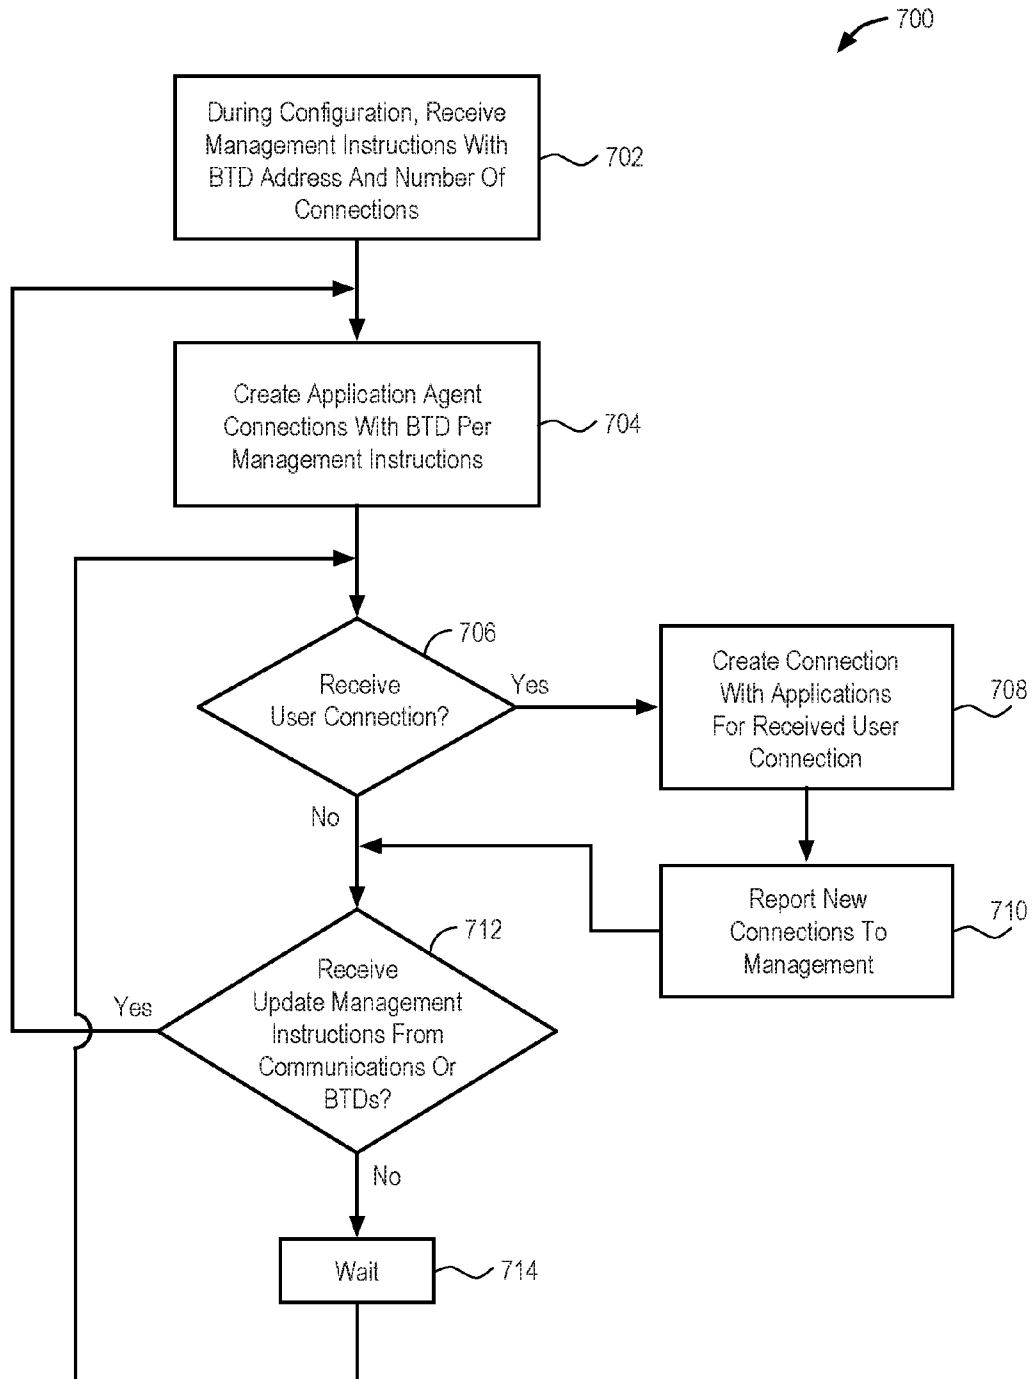 700
During Configuration, Receive
Management Instructions With
BTD Address And Number Of
Connections
702
Create Application Agent
Connections With BTD Per
Management Instructions
704
706
Receive
User Connection?
Yes
No
Create Connection
With Applications
For Received User
Connection
708
Report New
Connections To
Management
710
712
Receive
Update Management
Instructions From
Communications Or
BTDs?
Yes
No
Wait
714